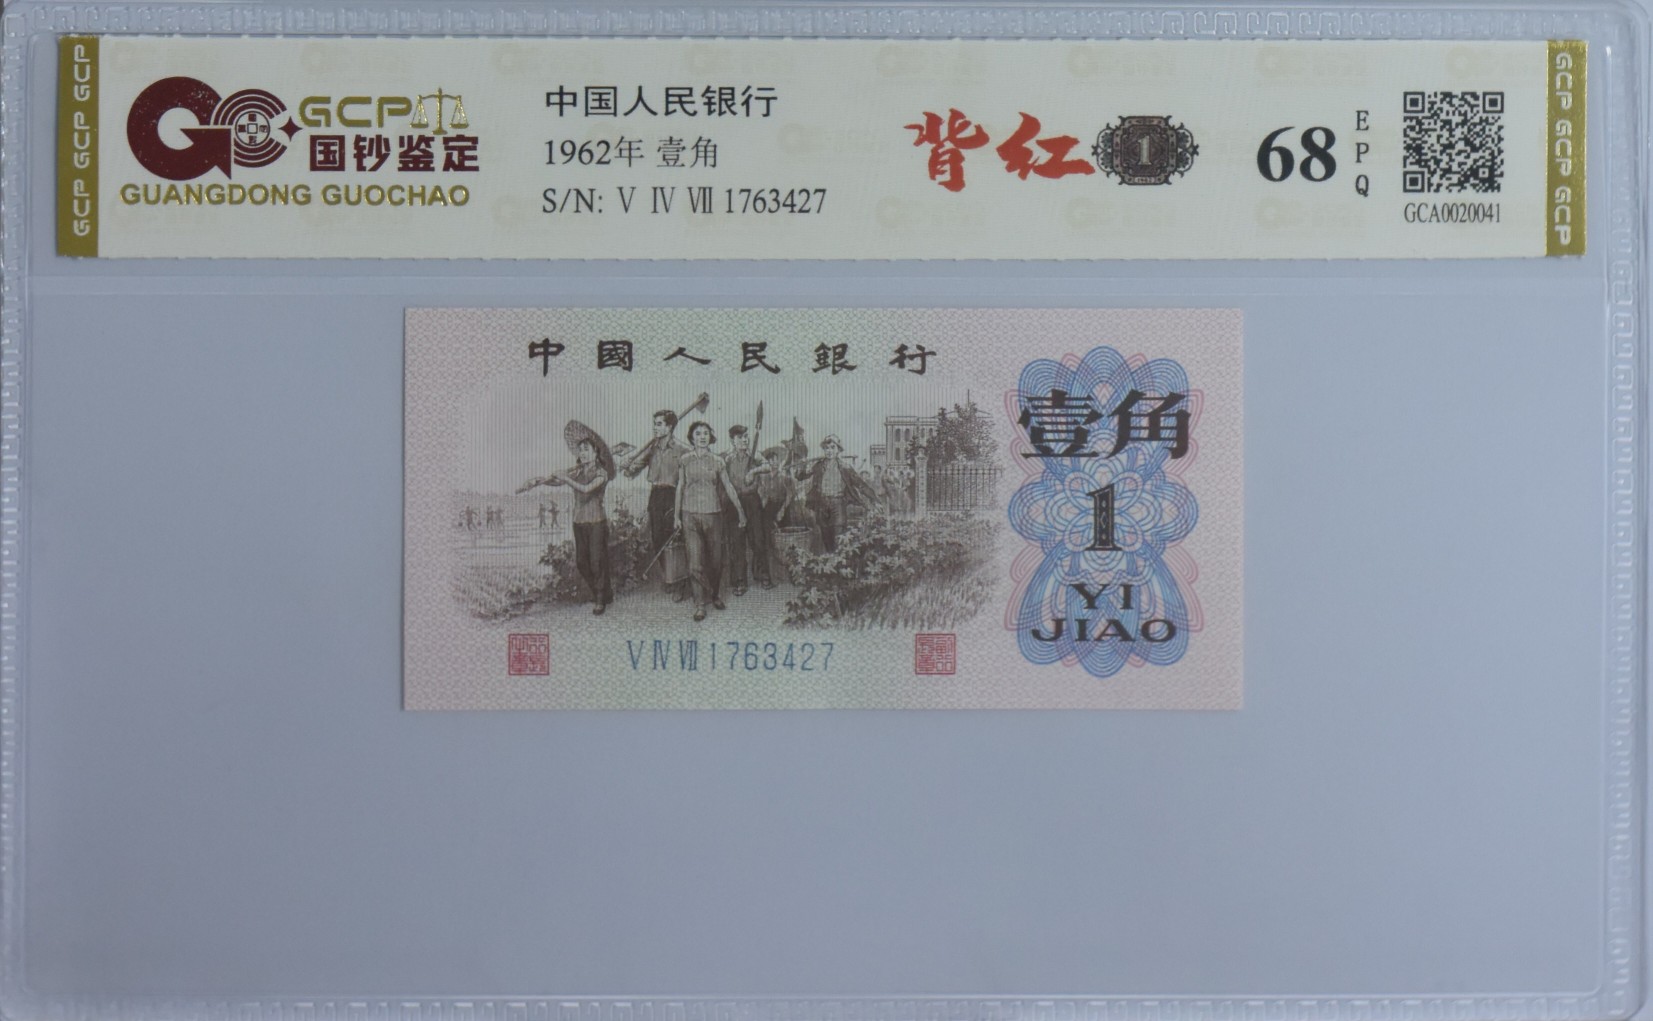 GCP GCP GCP
GCP
国钞鉴定
GUANGDONG GUOCHAO
中国人民银行
1962年 壹角
S/N: Ⅴ Ⅳ Ⅶ 1763427
背红
1
68
EPQ
GCA0020041
GCP GCP GCP
中國人民銀行
壹角
1
YI
JIAO
Ⅴ Ⅳ Ⅶ 1763427